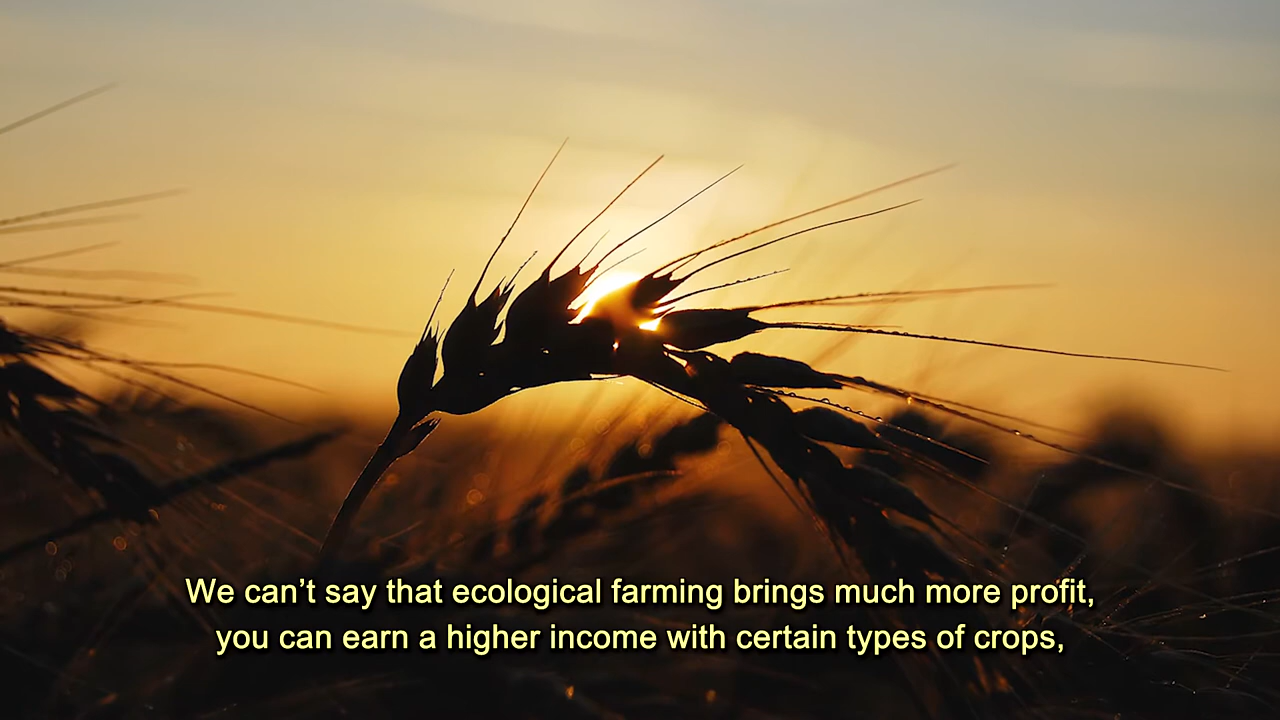 We can’t say that ecological farming brings much more profit,
you can earn a higher income with certain types of crops,